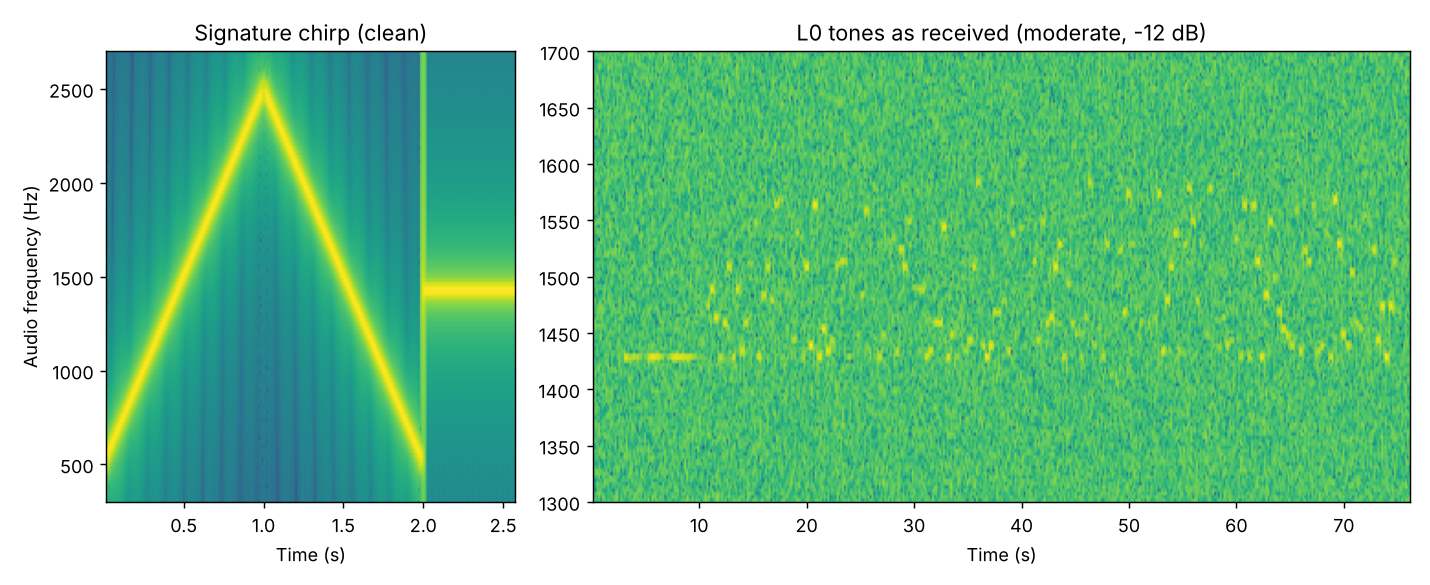 Signature chirp (clean)
Audio frequency (Hz)
2500
2000
1500
1000
500
0.5 1.0 1.5 2.0 2.5
Time (s)
L0 tones as received (moderate, -12 dB)
1700
1650
1600
1550
1500
1450
1400
1350
1300
10 20 30 40 50 60 70
Time (s)